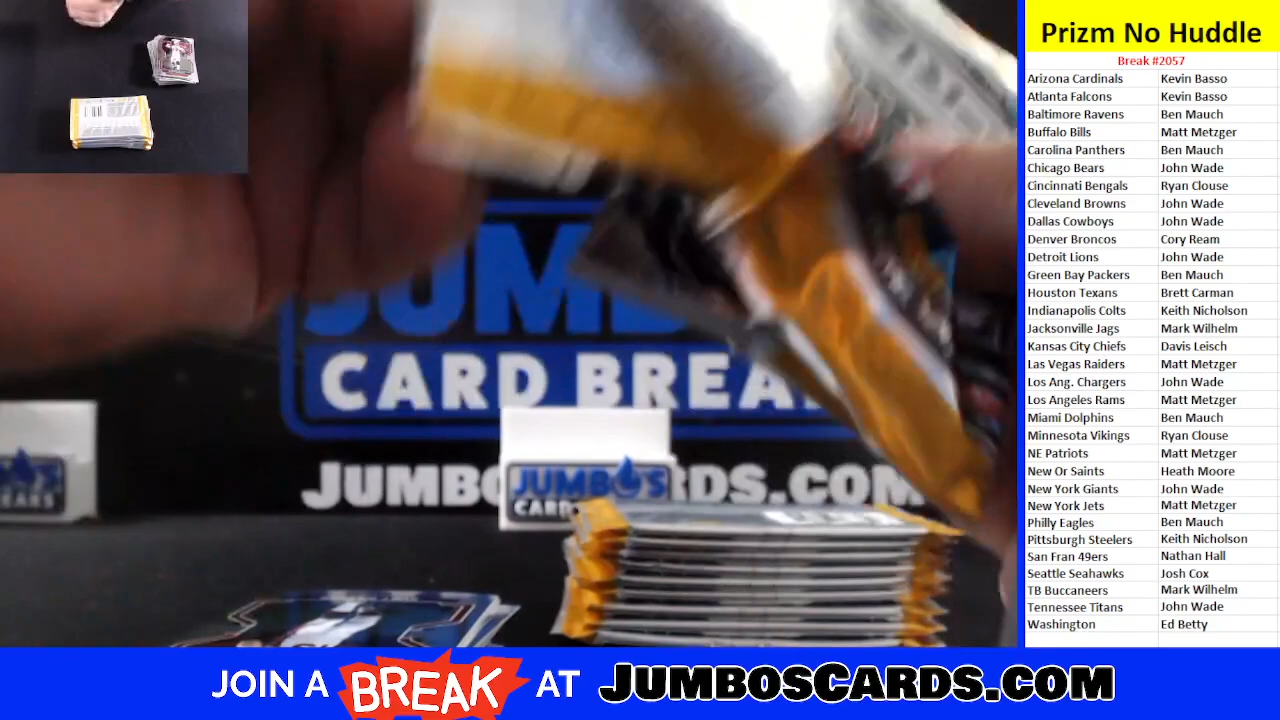 Prizm No Huddle
Break #2057
Arizona Cardinals Kevin Basso
Atlanta Falcons Kevin Basso
Baltimore Ravens Ben Mauch
Buffalo Bills Matt Metzger
Carolina Panthers Ben Mauch
Chicago Bears John Wade
Cincinnati Bengals Ryan Clouse
Cleveland Browns John Wade
Dallas Cowboys John Wade
Denver Broncos Cory Ream
Detroit Lions John Wade
Green Bay Packers Ben Mauch
Houston Texans Brett Carman
Indianapolis Colts Keith Nicholson
Jacksonville Jags Mark Wilhelm
Kansas City Chiefs Davis Leisch
Las Vegas Raiders Matt Metzger
Los Ang. Chargers John Wade
Los Angeles Rams Matt Metzger
Miami Dolphins Ben Mauch
Minnesota Vikings Ryan Clouse
NE Patriots Matt Metzger
New Or Saints Heath Moore
New York Giants John Wade
New York Jets Matt Metzger
Philly Eagles Ben Mauch
Pittsburgh Steelers Keith Nicholson
San Fran 49ers Nathan Hall
Seattle Seahawks Josh Cox
TB Buccaneers Mark Wilhelm
Tennessee Titans John Wade
Washington Ed Betty
JUMB
CARD BREA
JUMBO RDS.COM
JUMBO'S
CAR
EARS
JOIN A BREAK AT JUMBOSCARDS.COM